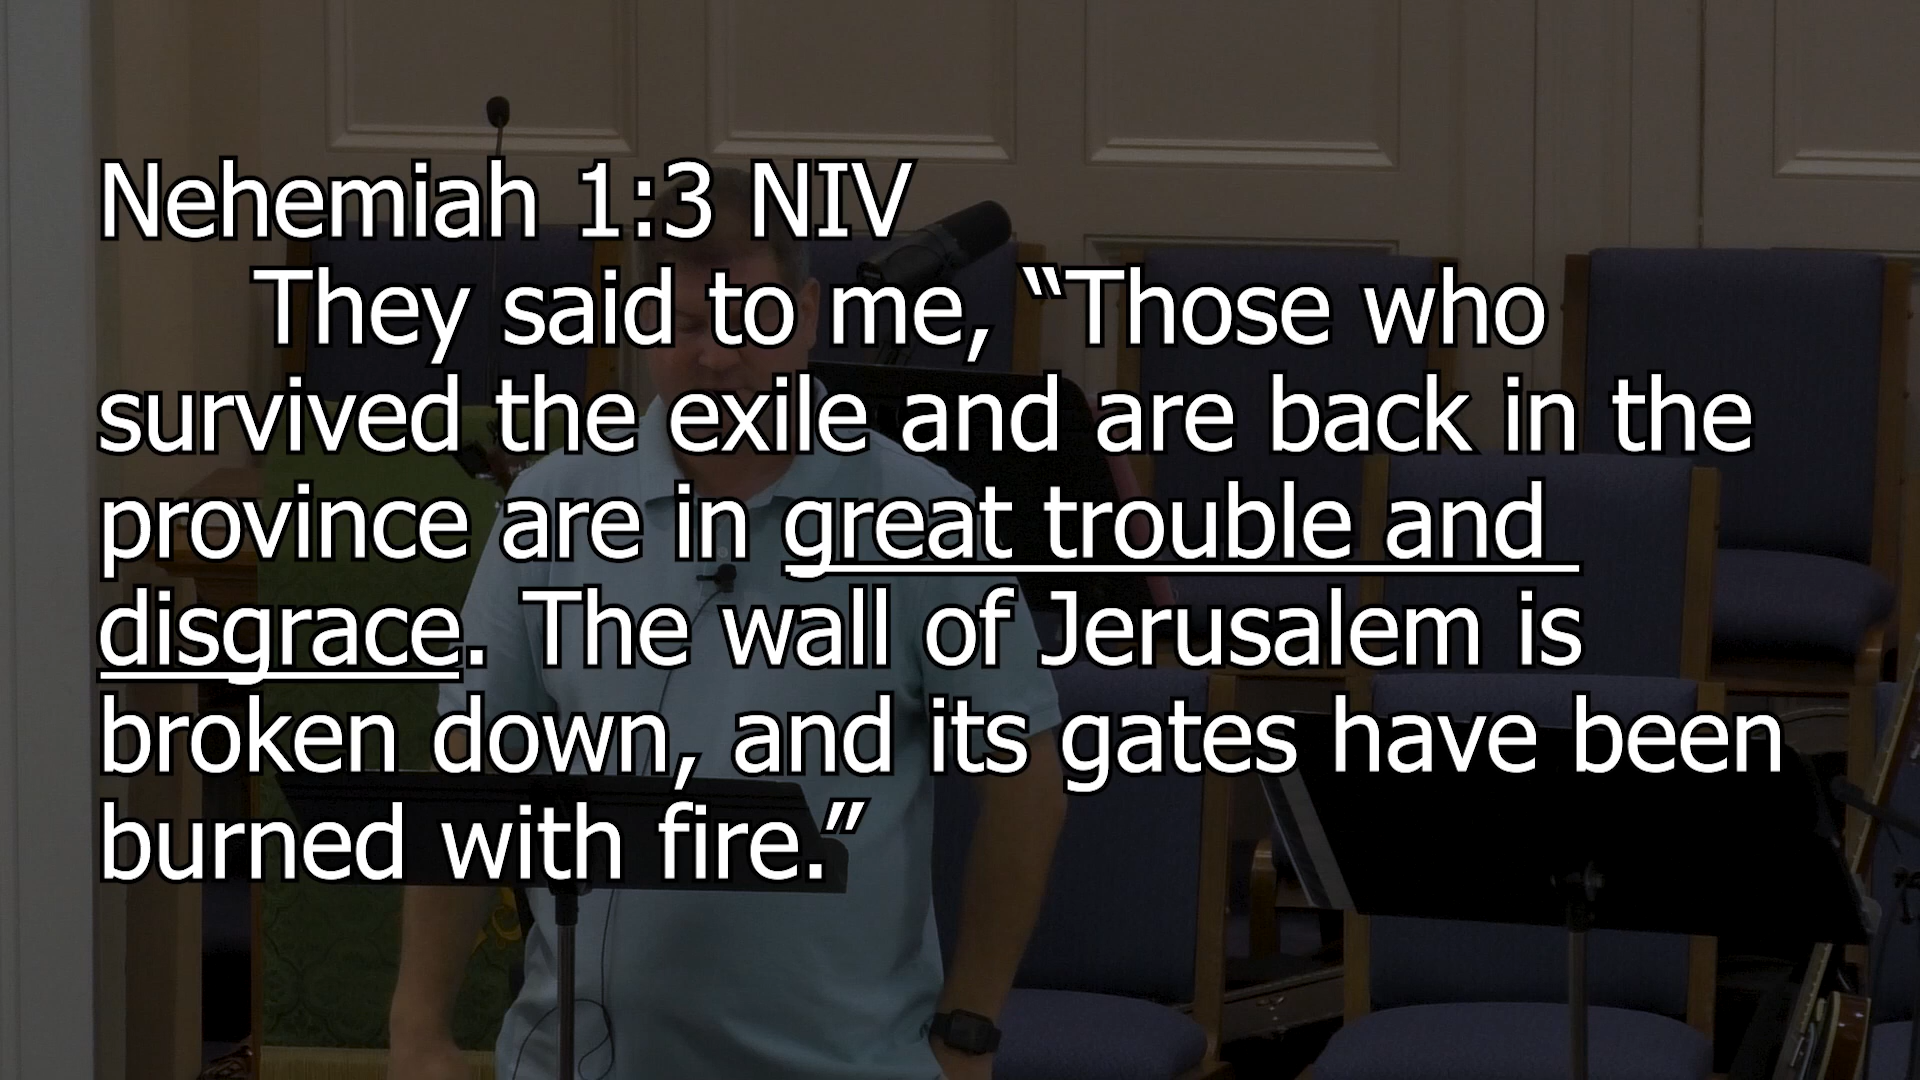 Nehemiah 1:3 NIV
They said to me, “Those who
survived the exile and are back in the
province are in great trouble and
disgrace. The wall of Jerusalem is
broken down, and its gates have been
burned with fire.”